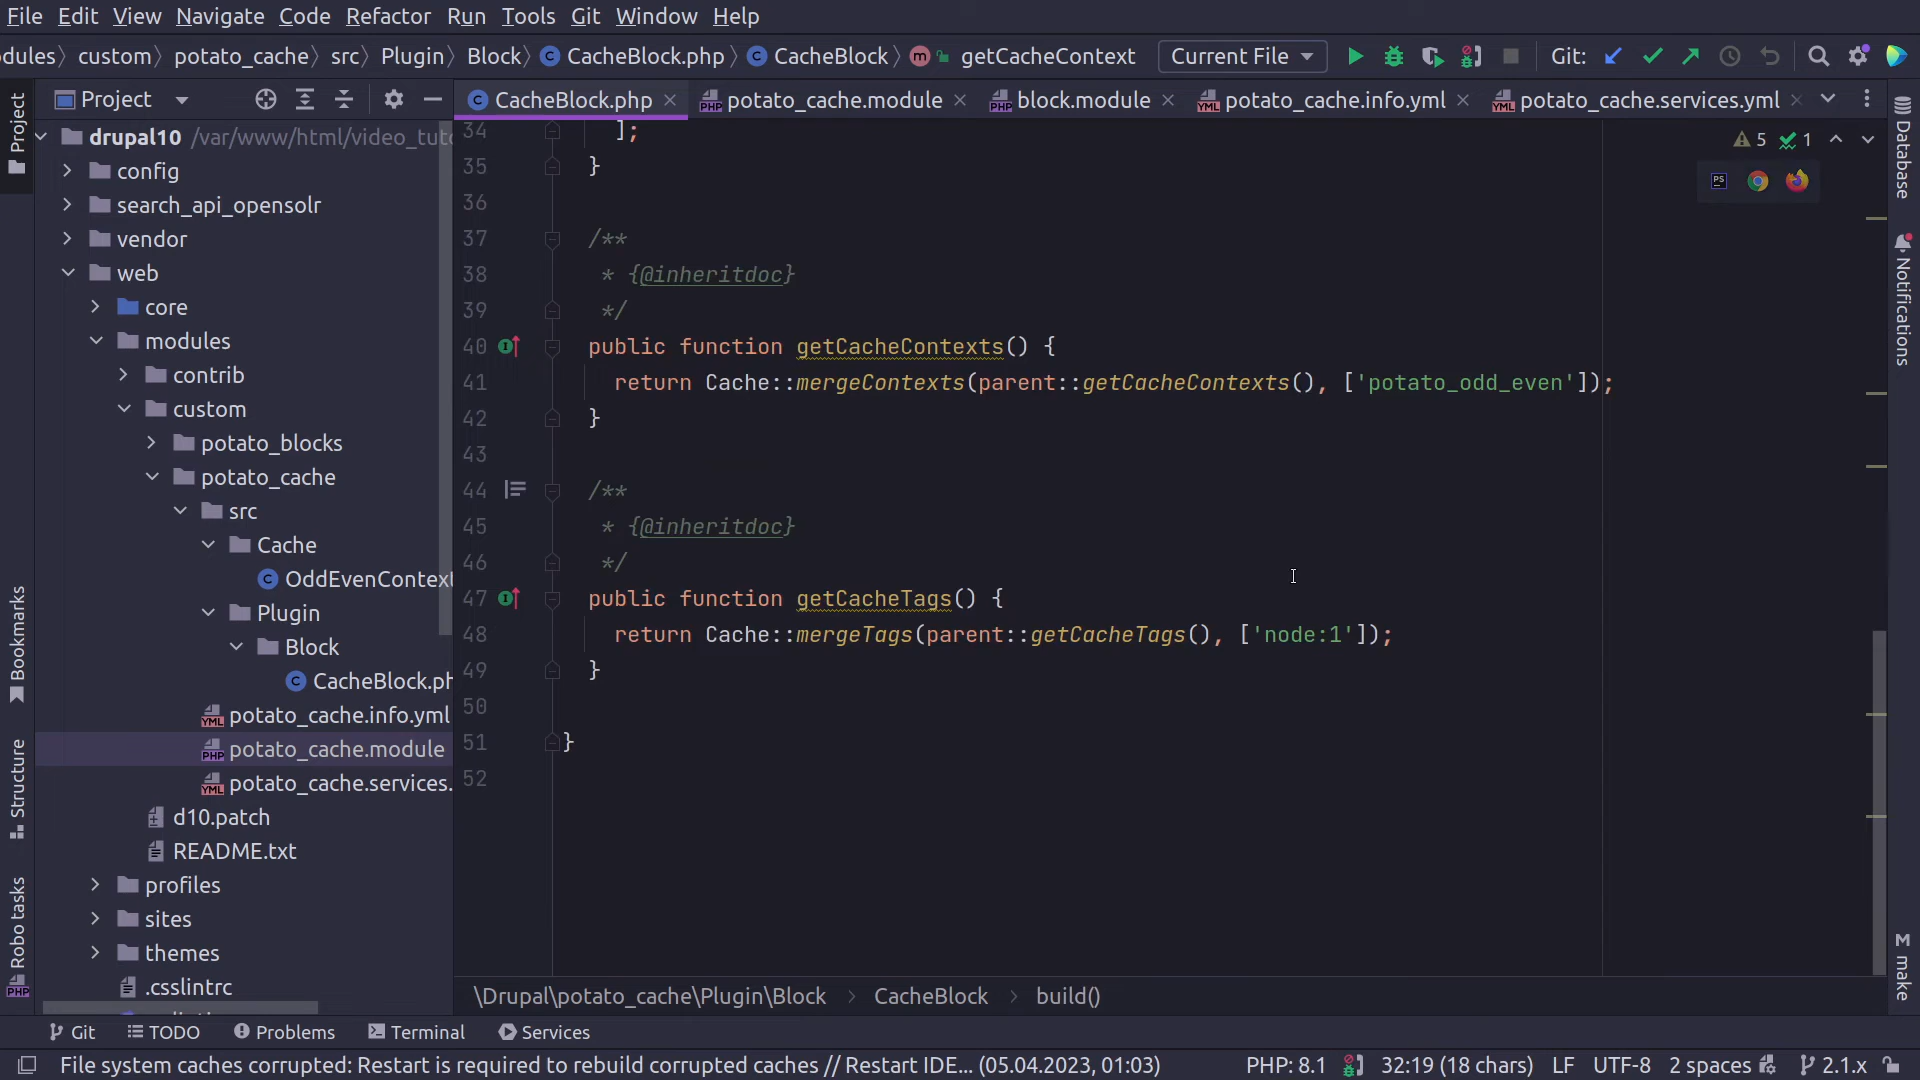 File Edit View Navigate Code Refactor Run Tools Git Window Help
dules custom potato_cache src Plugin Block CacheBlock.php CacheBlock getCacheContext Current File Git:
Project
CacheBlock.php potato_cache.module block.module potato_cache.info.yml potato_cache.services.yml
drupal10 /var/www/html/video_tuto
config
search_api_opensolr
vendor
web
core
modules
contrib
custom
potato_blocks
potato_cache
src
Cache
OddEvenContext
Plugin
Block
CacheBlock.ph
potato_cache.info.yml
potato_cache.module
potato_cache.services.
d10.patch
README.txt
profiles
sites
themes
.csslintrc
34 ];
35 }
36
37 /**
38 * {@inheritdoc}
39 */
40 public function getCacheContexts() {
41 return Cache::mergeContexts(parent::getCacheContexts(), ['potato_odd_even']);
42 }
43
44 /**
45 * {@inheritdoc}
46 */
47 public function getCacheTags() {
48 return Cache::mergeTags(parent::getCacheTags(), ['node:1']);
49 }
50
51 }
52
5 1
PS
Project
Bookmarks
Structure
Robo tasks
PHP
Database
Notifications
M make
\Drupal\potato_cache\Plugin\Block CacheBlock build()
Git TODO Problems Terminal Services
File system caches corrupted: Restart is required to rebuild corrupted caches // Restart IDE... (05.04.2023, 01:03) PHP: 8.1 32:19 (18 chars) LF UTF-8 2 spaces 2.1.x